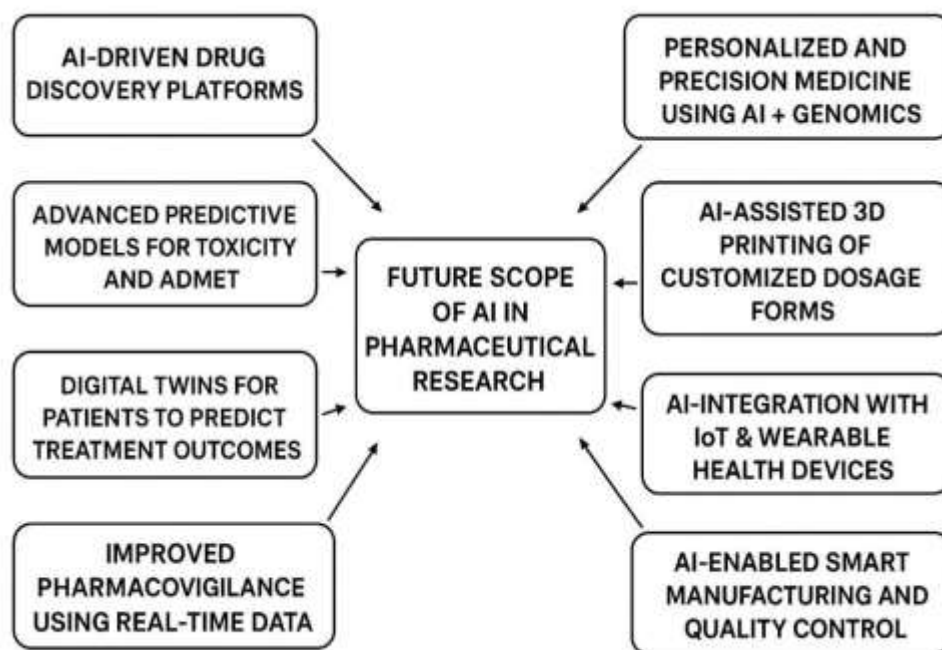 AI-DRIVEN DRUG
DISCOVERY PLATFORMS
PERSONALIZED AND
PRECISION MEDICINE
USING AI + GENOMICS
ADVANCED PREDICTIVE
MODELS FOR TOXICITY
AND ADMET
AI-ASSISTED 3D
PRINTING OF
CUSTOMIZED DOSAGE
FORMS
FUTURE SCOPE
OF AI IN
PHARMACEUTICAL
RESEARCH
DIGITAL TWINS FOR
PATIENTS TO PREDICT
TREATMENT OUTCOMES
AI-INTEGRATION WITH
IoT & WEARABLE
HEALTH DEVICES
IMPROVED
PHARMACOVIGILANCE
USING REAL-TIME DATA
AI-ENABLED SMART
MANUFACTURING AND
QUALITY CONTROL